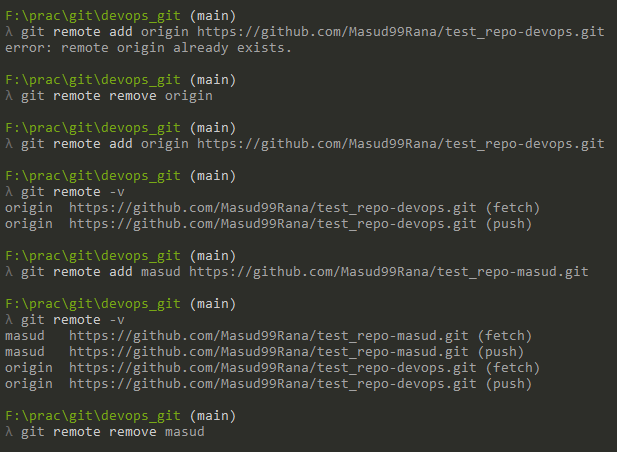 F:\prac\git\devops_git (main)
λ git remote add origin https://github.com/Masud99Rana/test_repo-devops.git
error: remote origin already exists.
F:\prac\git\devops_git (main)
λ git remote remove origin
F:\prac\git\devops_git (main)
λ git remote add origin https://github.com/Masud99Rana/test_repo-devops.git
F:\prac\git\devops_git (main)
λ git remote -v
origin  https://github.com/Masud99Rana/test_repo-devops.git (fetch)
origin  https://github.com/Masud99Rana/test_repo-devops.git (push)
F:\prac\git\devops_git (main)
λ git remote add masud https://github.com/Masud99Rana/test_repo-masud.git
F:\prac\git\devops_git (main)
λ git remote -v
masud   https://github.com/Masud99Rana/test_repo-masud.git (fetch)
masud   https://github.com/Masud99Rana/test_repo-masud.git (push)
origin  https://github.com/Masud99Rana/test_repo-devops.git (fetch)
origin  https://github.com/Masud99Rana/test_repo-devops.git (push)
F:\prac\git\devops_git (main)
λ git remote remove masud